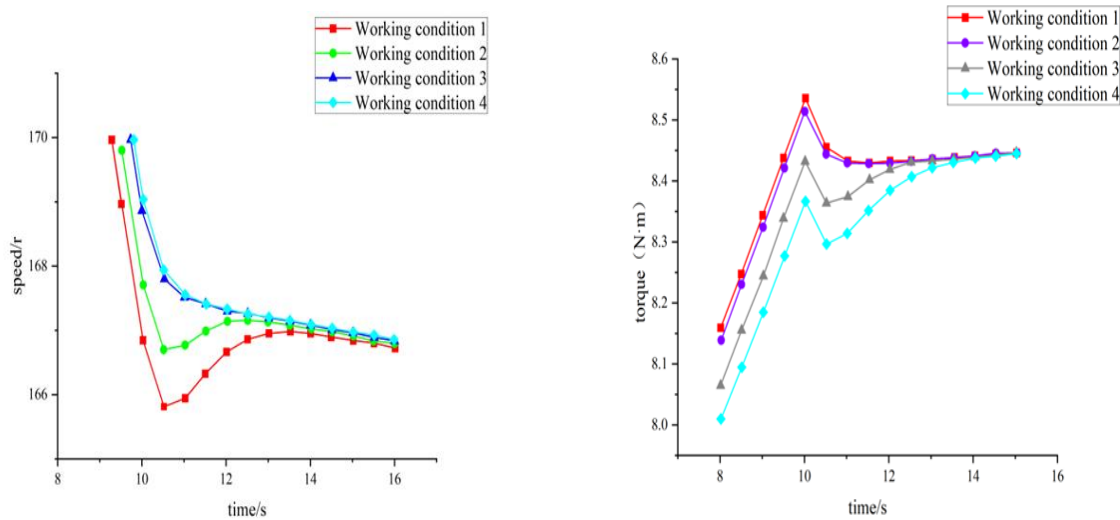 Working condition 1
Working condition 2
Working condition 3
Working condition 4
170
168
166
speed/r
8
10
12
14
16
time/s
Working condition 1
Working condition 2
Working condition 3
Working condition 4
8.6
8.5
8.4
8.3
8.2
8.1
8.0
torque（N·m）
8
10
12
14
16
time/s